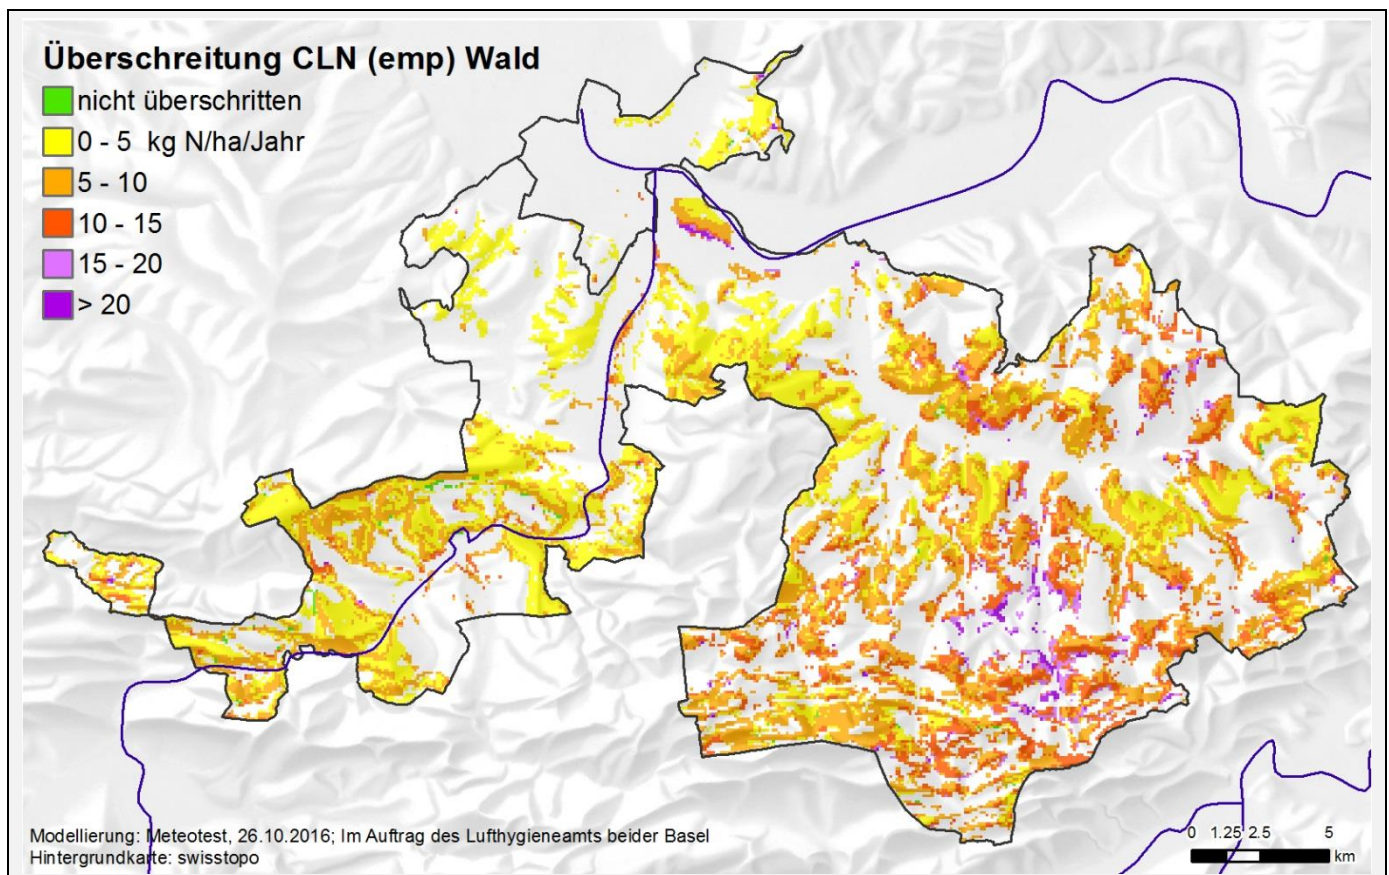 Überschreitung CLN (emp) Wald
nicht überschritten
0 - 5 kg N/ha/Jahr
5 - 10
10 - 15
15 - 20
> 20
Modellierung: Meteotest, 26.10.2016; Im Auftrag des Lufthygieneamts beider Basel
Hintergrundkarte: swisstopo
0 1.25 2.5 5
km